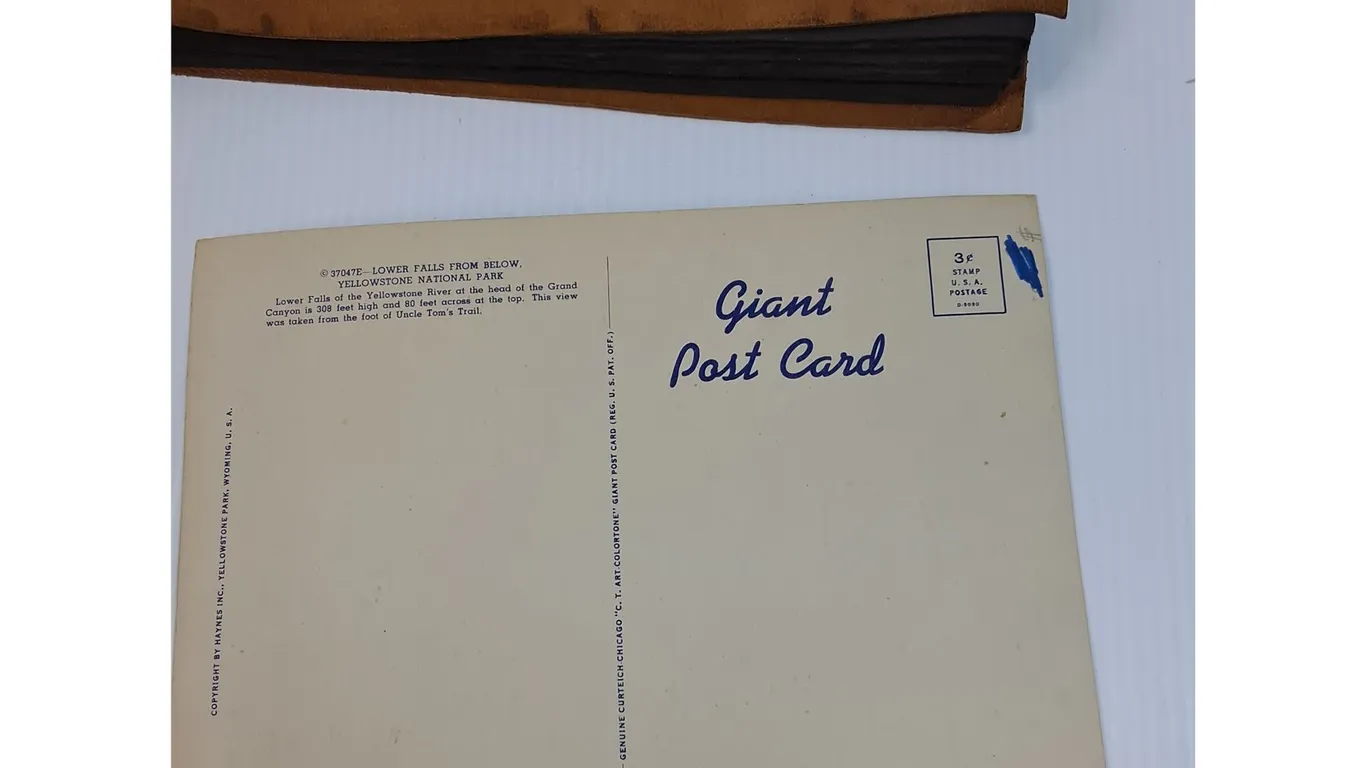 © 37047E—LOWER FALLS FROM BELOW,
YELLOWSTONE NATIONAL PARK
Lower Falls of the Yellowstone River at the head of the Grand
Canyon is 308 feet high and 80 feet across at the top. This view
was taken from the foot of Uncle Tom's Trail.
COPYRIGHT BY HAYNES INC., YELLOWSTONE PARK, WYOMING, U. S. A.
GENUINE CURTEICH-CHICAGO "C. T. ART-COLORTONE" GIANT POST CARD (REG. U. S. PAT. OFF.)
Giant
Post Card
3¢
STAMP
U. S. A.
POSTAGE